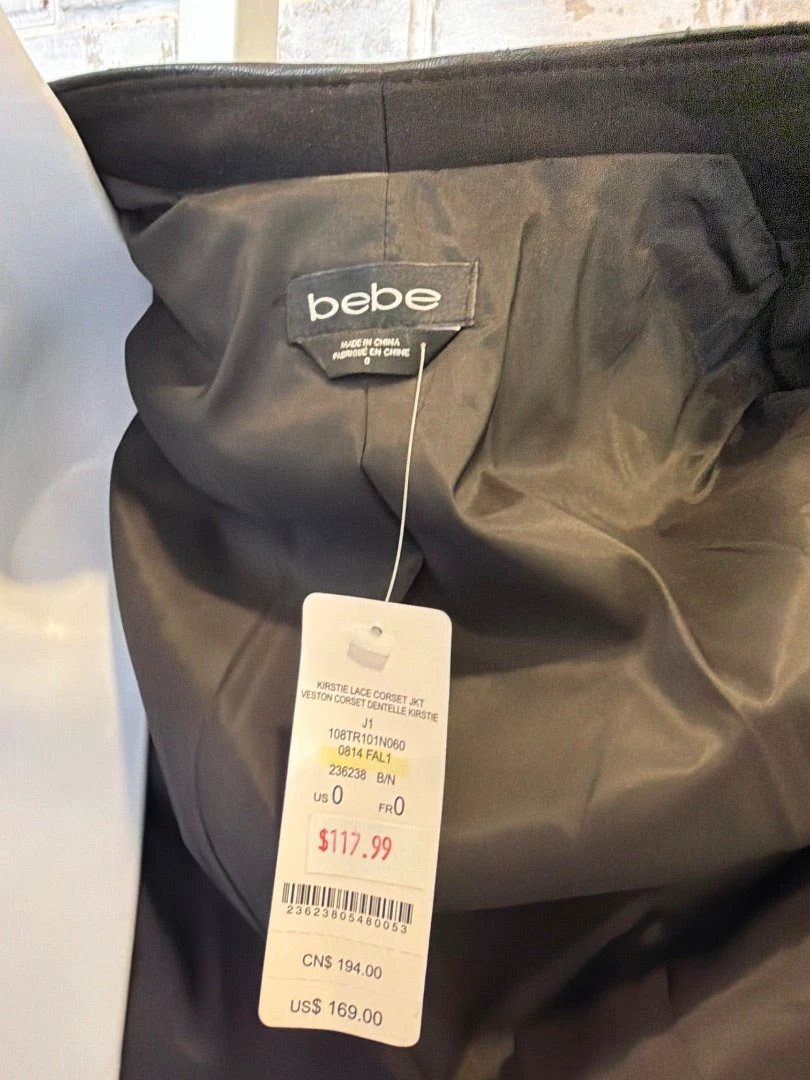 bebe
MADE IN CHINA
FABRIQUÉ EN CHINE
0
KIRSTIE LACE CORSET JKT
VESTON CORSET DENTELLE KIRSTIE
J1
108TR101N060
0814 FAL1
236238 B/N
US 0 FR 0
$117.99
23623805480053
CN$ 194.00
US$ 169.00